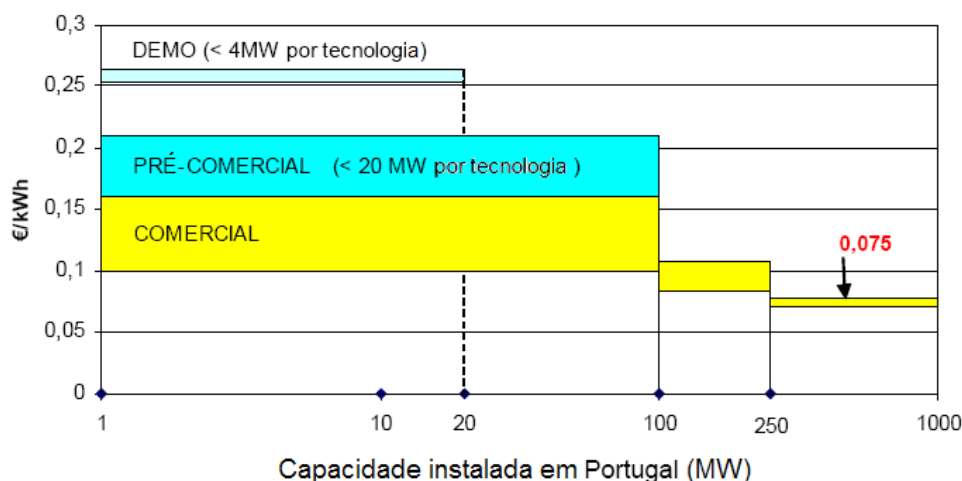 0,3
DEMO (< 4MW por tecnologia)
0,25
0,2
PRÉ-COMERCIAL (< 20 MW por tecnologia )
€/kWh
0,15
COMERCIAL
0,075
0,1
0,05
0
1 10 20 100 250 1000
Capacidade instalada em Portugal (MW)